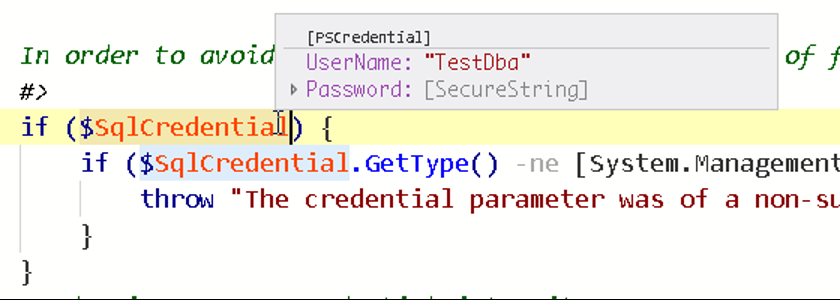 [PSCredential]
In order to avoid
UserName: "TestDba"
of f
#>
Password: [SecureString]
if ($SqlCredential) {
if ($SqlCredential.GetType() -ne [System.Management
throw "The credential parameter was of a non-su
}
}